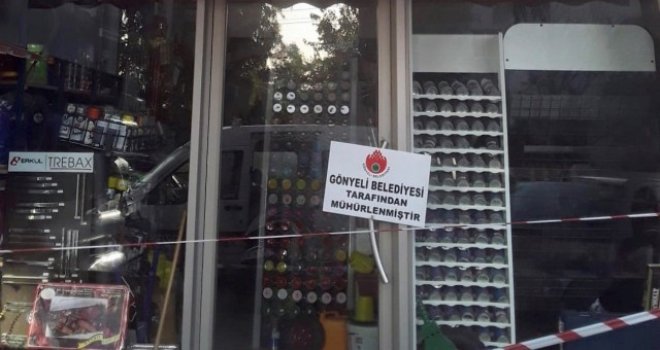 GÖNYELİ BELEDİYESİ
TARAFINDAN
MÜHÜRLENMİŞTİR
ERKUL
TREBAX